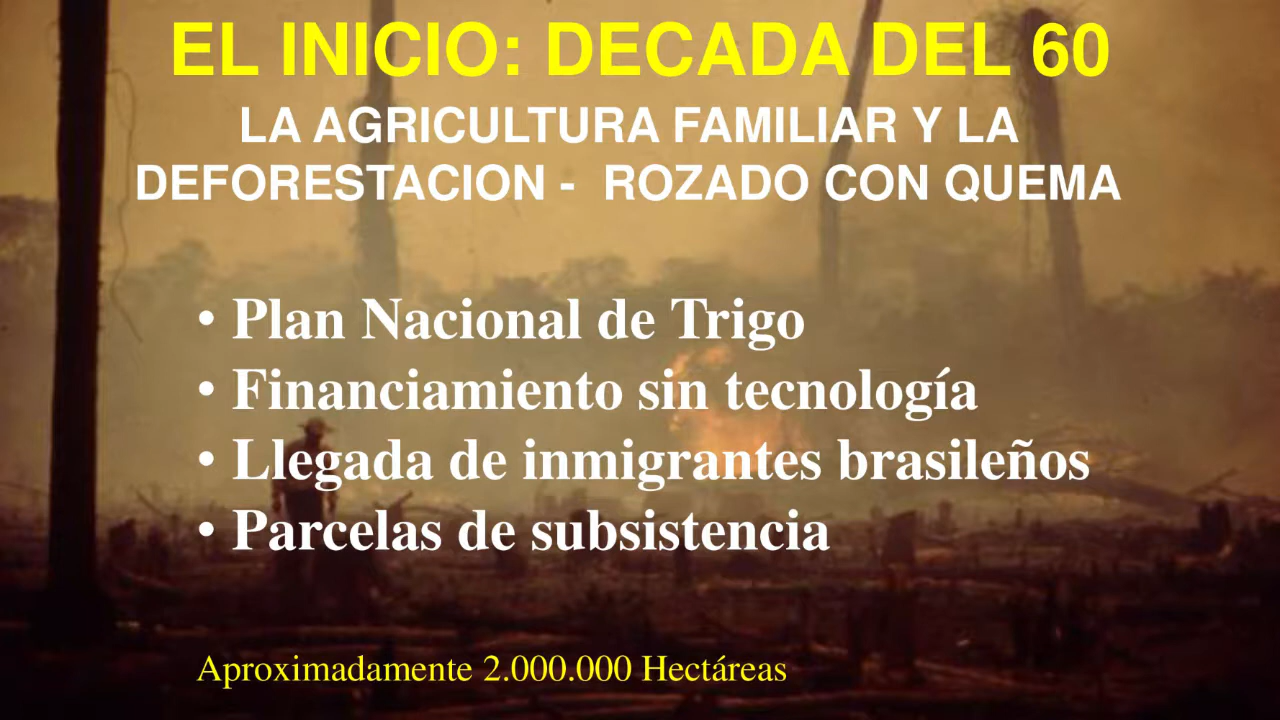 EL INICIO: DECADA DEL 60
LA AGRICULTURA FAMILIAR Y LA
DEFORESTACION - ROZADO CON QUEMA
• Plan Nacional de Trigo
• Financiamiento sin tecnología
• Llegada de inmigrantes brasileños
• Parcelas de subsistencia
Aproximadamente 2.000.000 Hectáreas